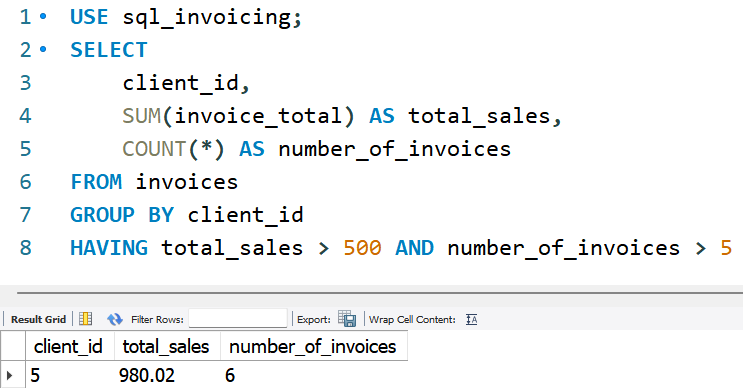 1 USE sql_invoicing;
2 SELECT
3 client_id,
4 SUM(invoice_total) AS total_sales,
5 COUNT(*) AS number_of_invoices
6 FROM invoices
7 GROUP BY client_id
8 HAVING total_sales > 500 AND number_of_invoices > 5
Result Grid Filter Rows: Export: Wrap Cell Content: IA
client_id total_sales number_of_invoices
5 980.02 6